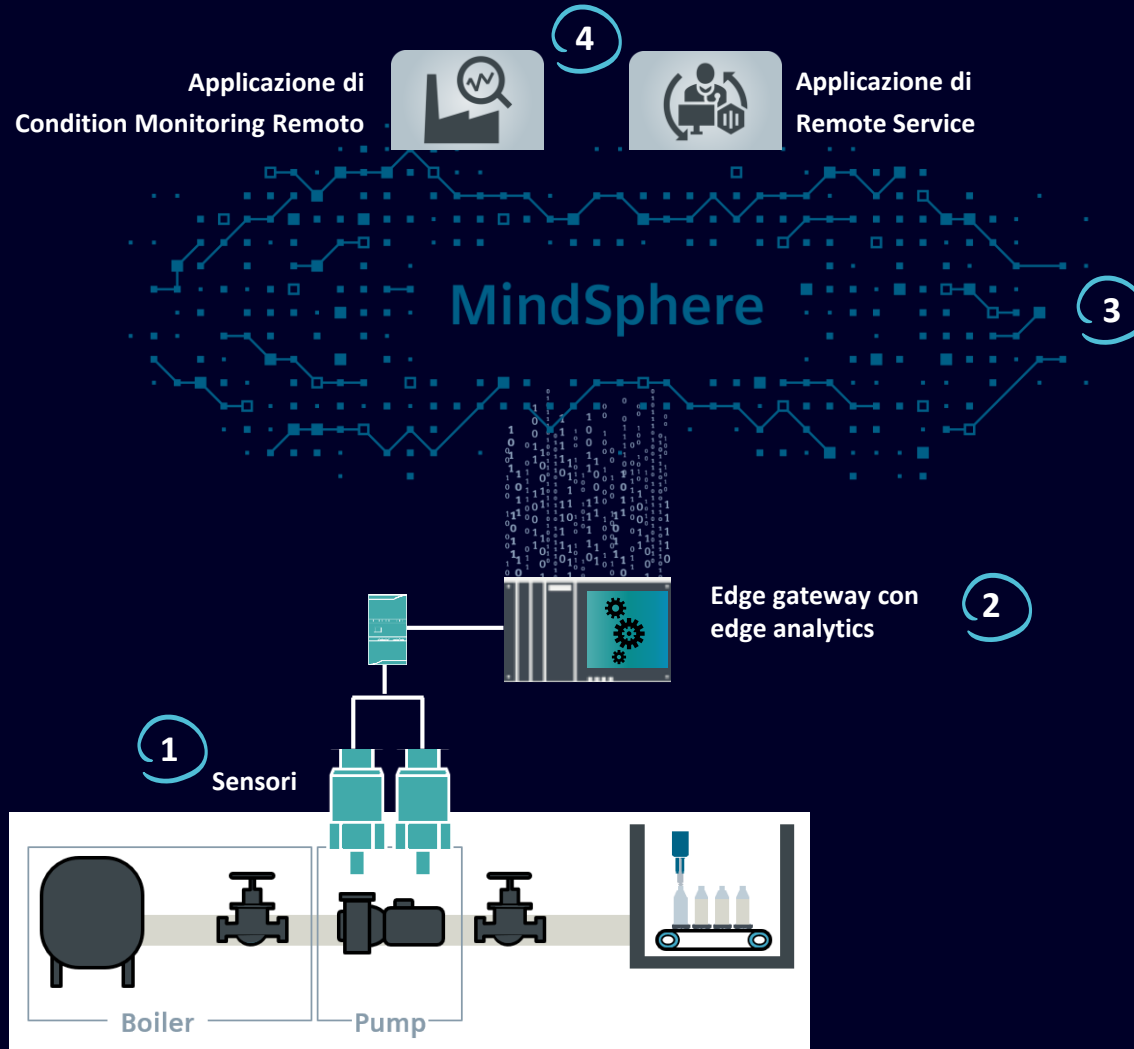 4
Applicazione di
Condition Monitoring Remoto
Applicazione di
Remote Service
MindSphere
3
Edge gateway con
edge analytics
2
1
Sensori
Boiler
Pump